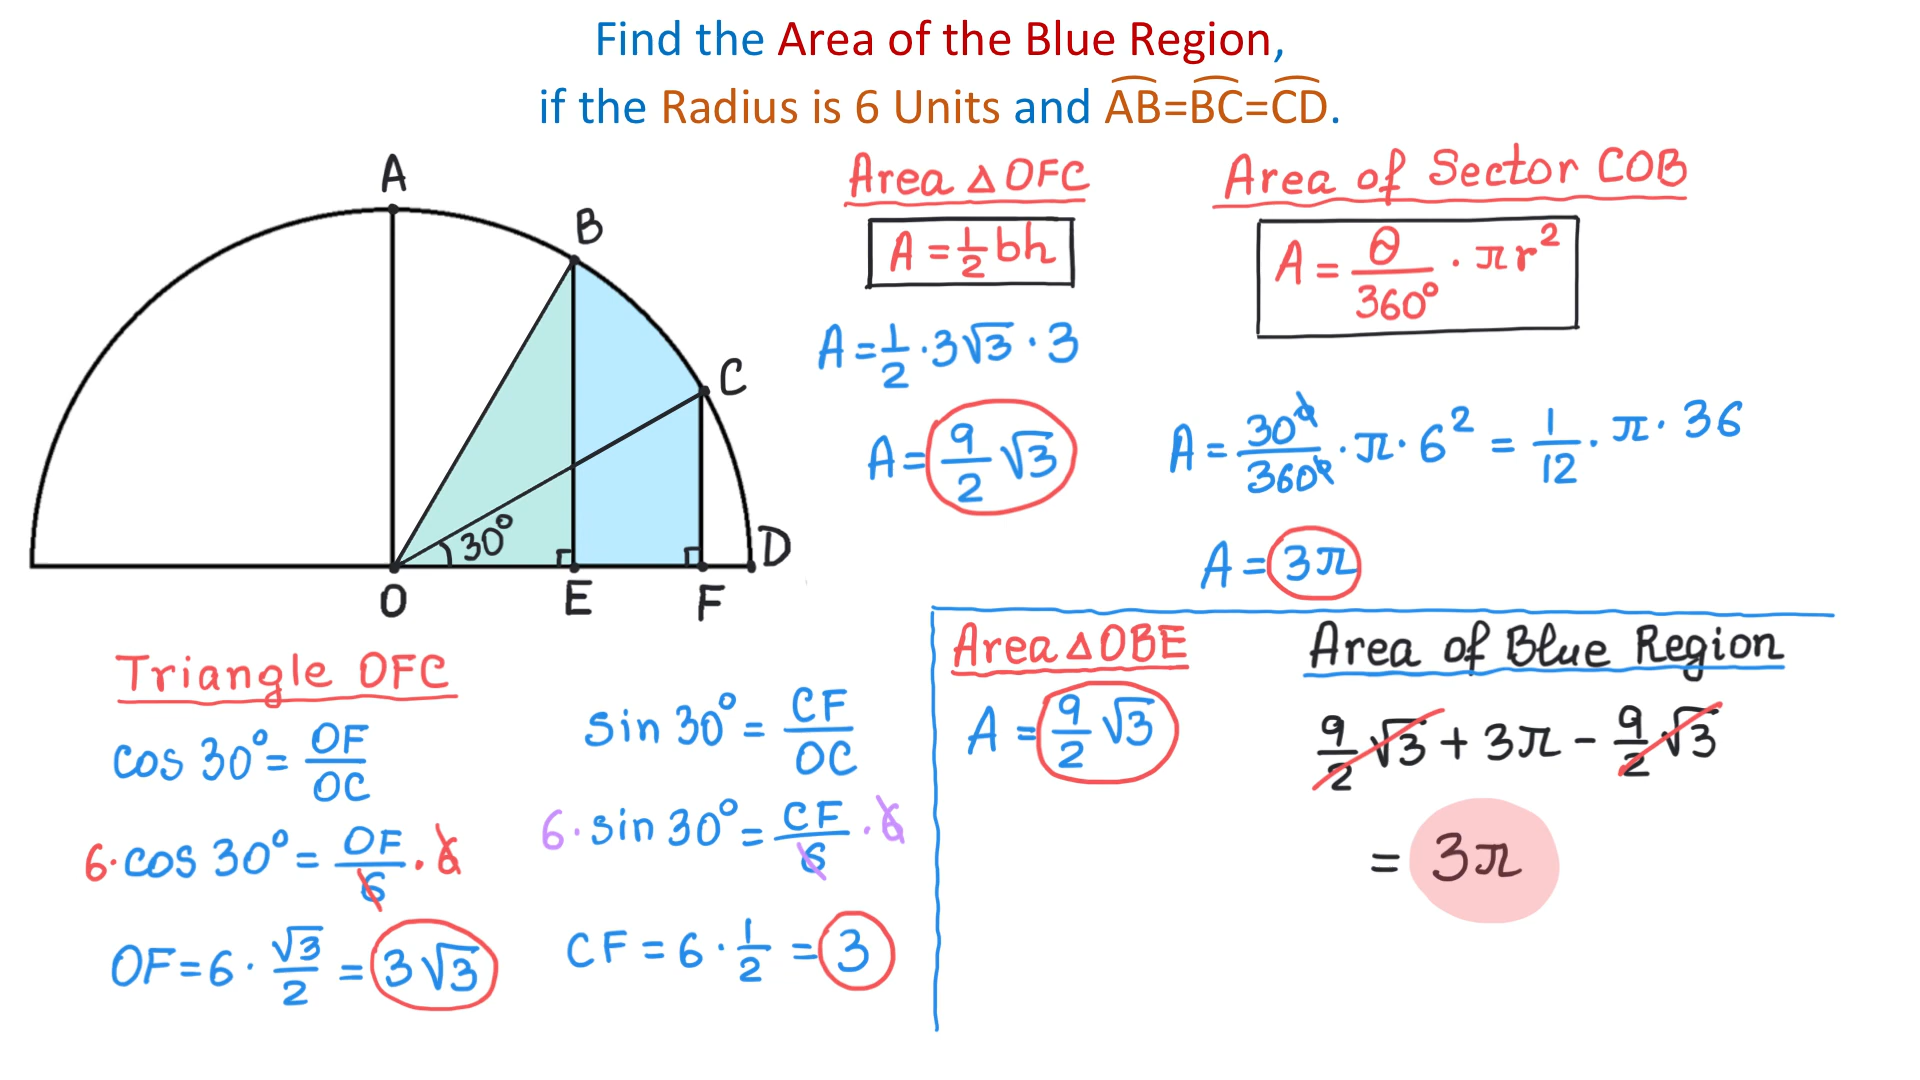 Find the Area of the Blue Region,
if the Radius is 6 Units and A͡B=B͡C=C͡D.
A
B
C
D
30°
O
E
F
Area △OFC
A = 1/2 bh
A = 1/2 · 3√3 · 3
A = 9/2 √3
Area of Sector COB
A = θ/360° · πr²
A = 30°/360° · π · 6² = 1/12 · π · 36
A = 3π
Triangle OFC
cos 30° = OF/OC
6 · cos 30° = OF/6 · 6
OF = 6 · √3/2 = 3√3
sin 30° = CF/OC
6 · sin 30° = CF/6 · 6
CF = 6 · 1/2 = 3
Area △OBE
A = 9/2 √3
Area of Blue Region
9/2 √3 + 3π − 9/2 √3
= 3π